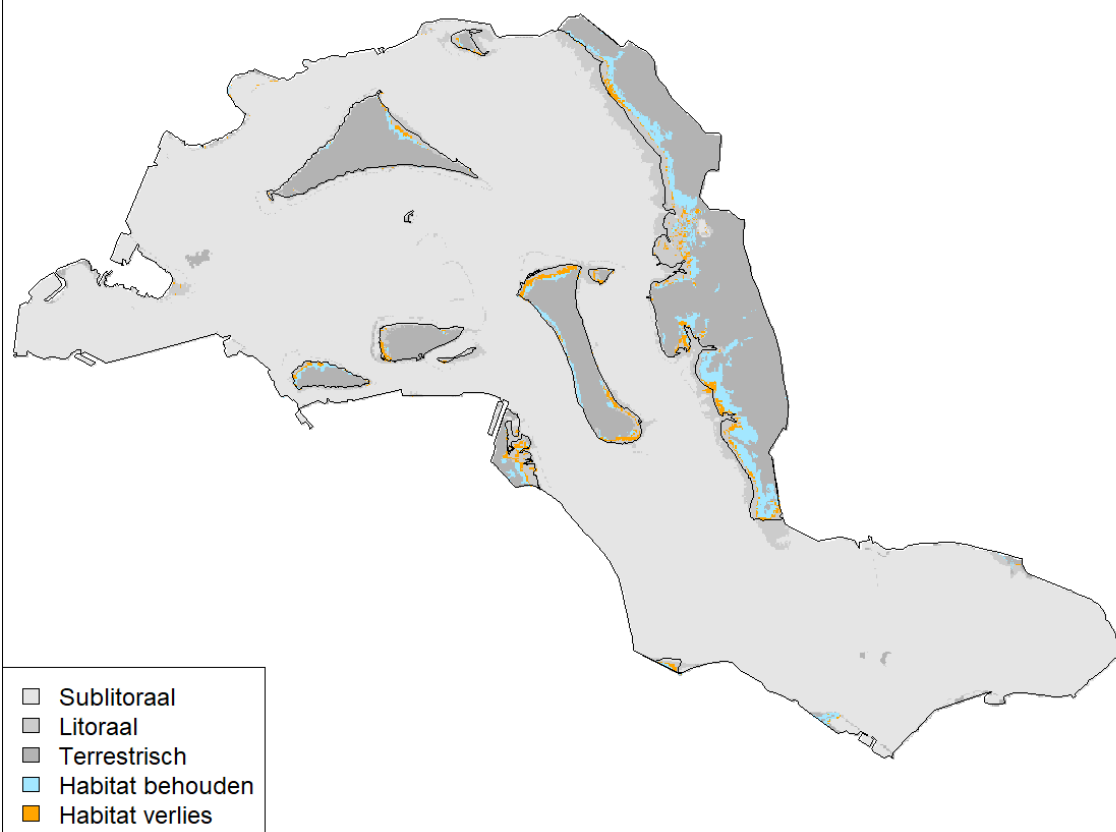 Sublitoraal
Litoraal
Terrestrisch
Habitat behouden
Habitat verlies